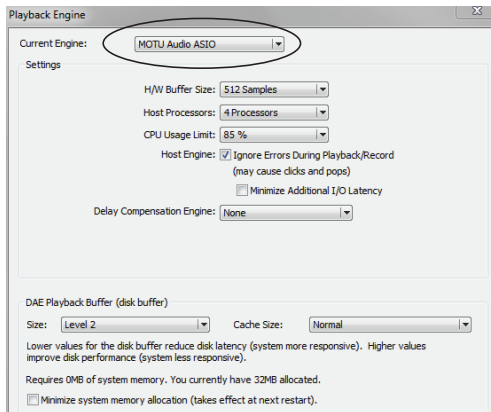 Playback Engine
Current Engine: MOTU Audio ASIO
Settings
H/W Buffer Size: 512 Samples
Host Processors: 4 Processors
CPU Usage Limit: 85 %
Host Engine: Ignore Errors During Playback/Record
(may cause clicks and pops)
Minimize Additional I/O Latency
Delay Compensation Engine: None
DAE Playback Buffer (disk buffer)
Size: Level 2 Cache Size: Normal
Lower values for the disk buffer reduce disk latency (system more responsive). Higher values
improve disk performance (system less responsive).
Requires 0MB of system memory. You currently have 32MB allocated.
Minimize system memory allocation (takes effect at next restart).